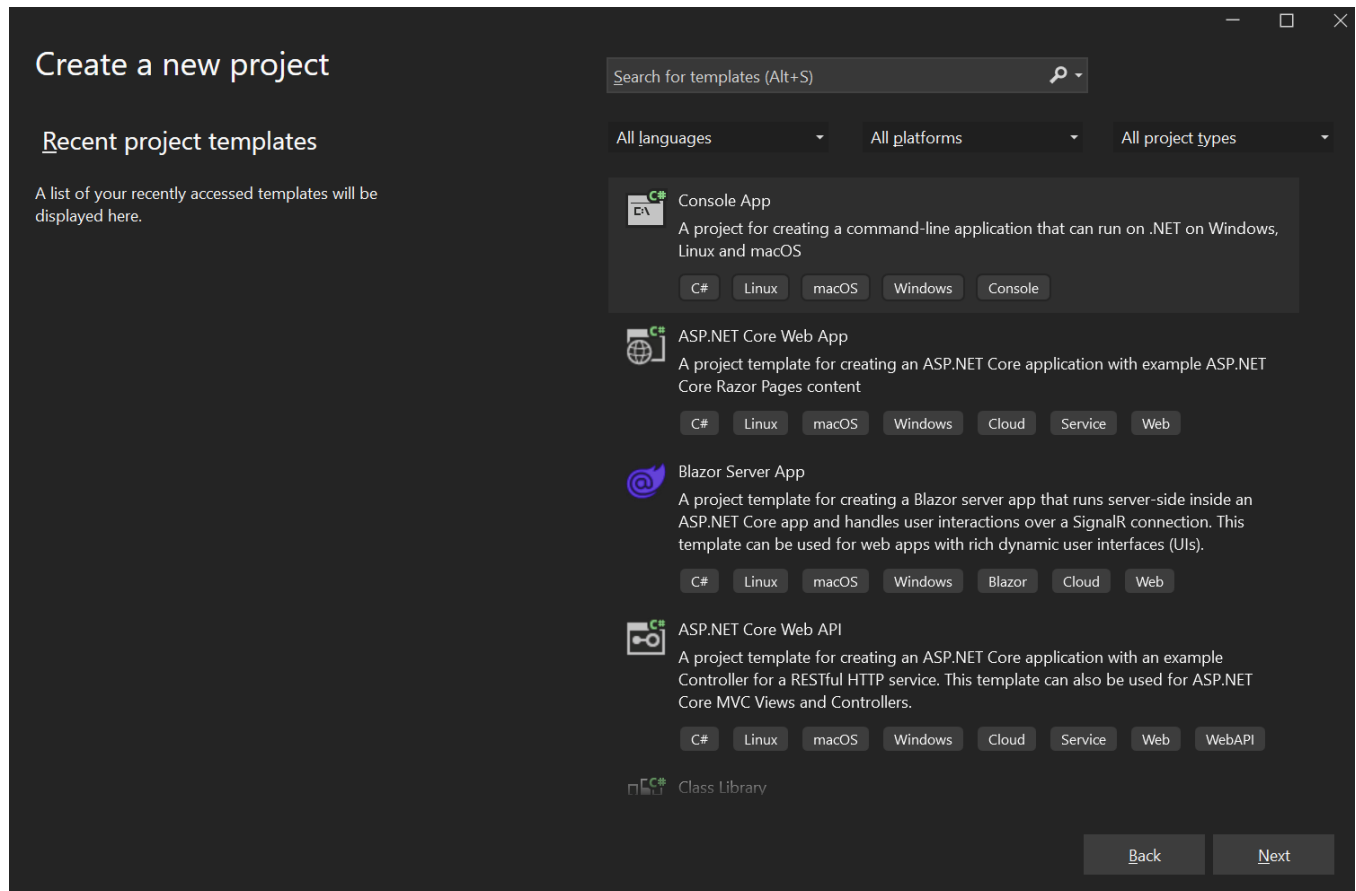 Create a new project
Search for templates (Alt+S)
Recent project templates
A list of your recently accessed templates will be
displayed here.
All languages
All platforms
All project types
C#
C:\
Console App
A project for creating a command-line application that can run on .NET on Windows,
Linux and macOS
C# Linux macOS Windows Console
C#
ASP.NET Core Web App
A project template for creating an ASP.NET Core application with example ASP.NET
Core Razor Pages content
C# Linux macOS Windows Cloud Service Web
@
Blazor Server App
A project template for creating a Blazor server app that runs server-side inside an
ASP.NET Core app and handles user interactions over a SignalR connection. This
template can be used for web apps with rich dynamic user interfaces (UIs).
C# Linux macOS Windows Blazor Cloud Web
C#
ASP.NET Core Web API
A project template for creating an ASP.NET Core application with an example
Controller for a RESTful HTTP service. This template can also be used for ASP.NET
Core MVC Views and Controllers.
C# Linux macOS Windows Cloud Service Web WebAPI
C#
Class Library
Back
Next